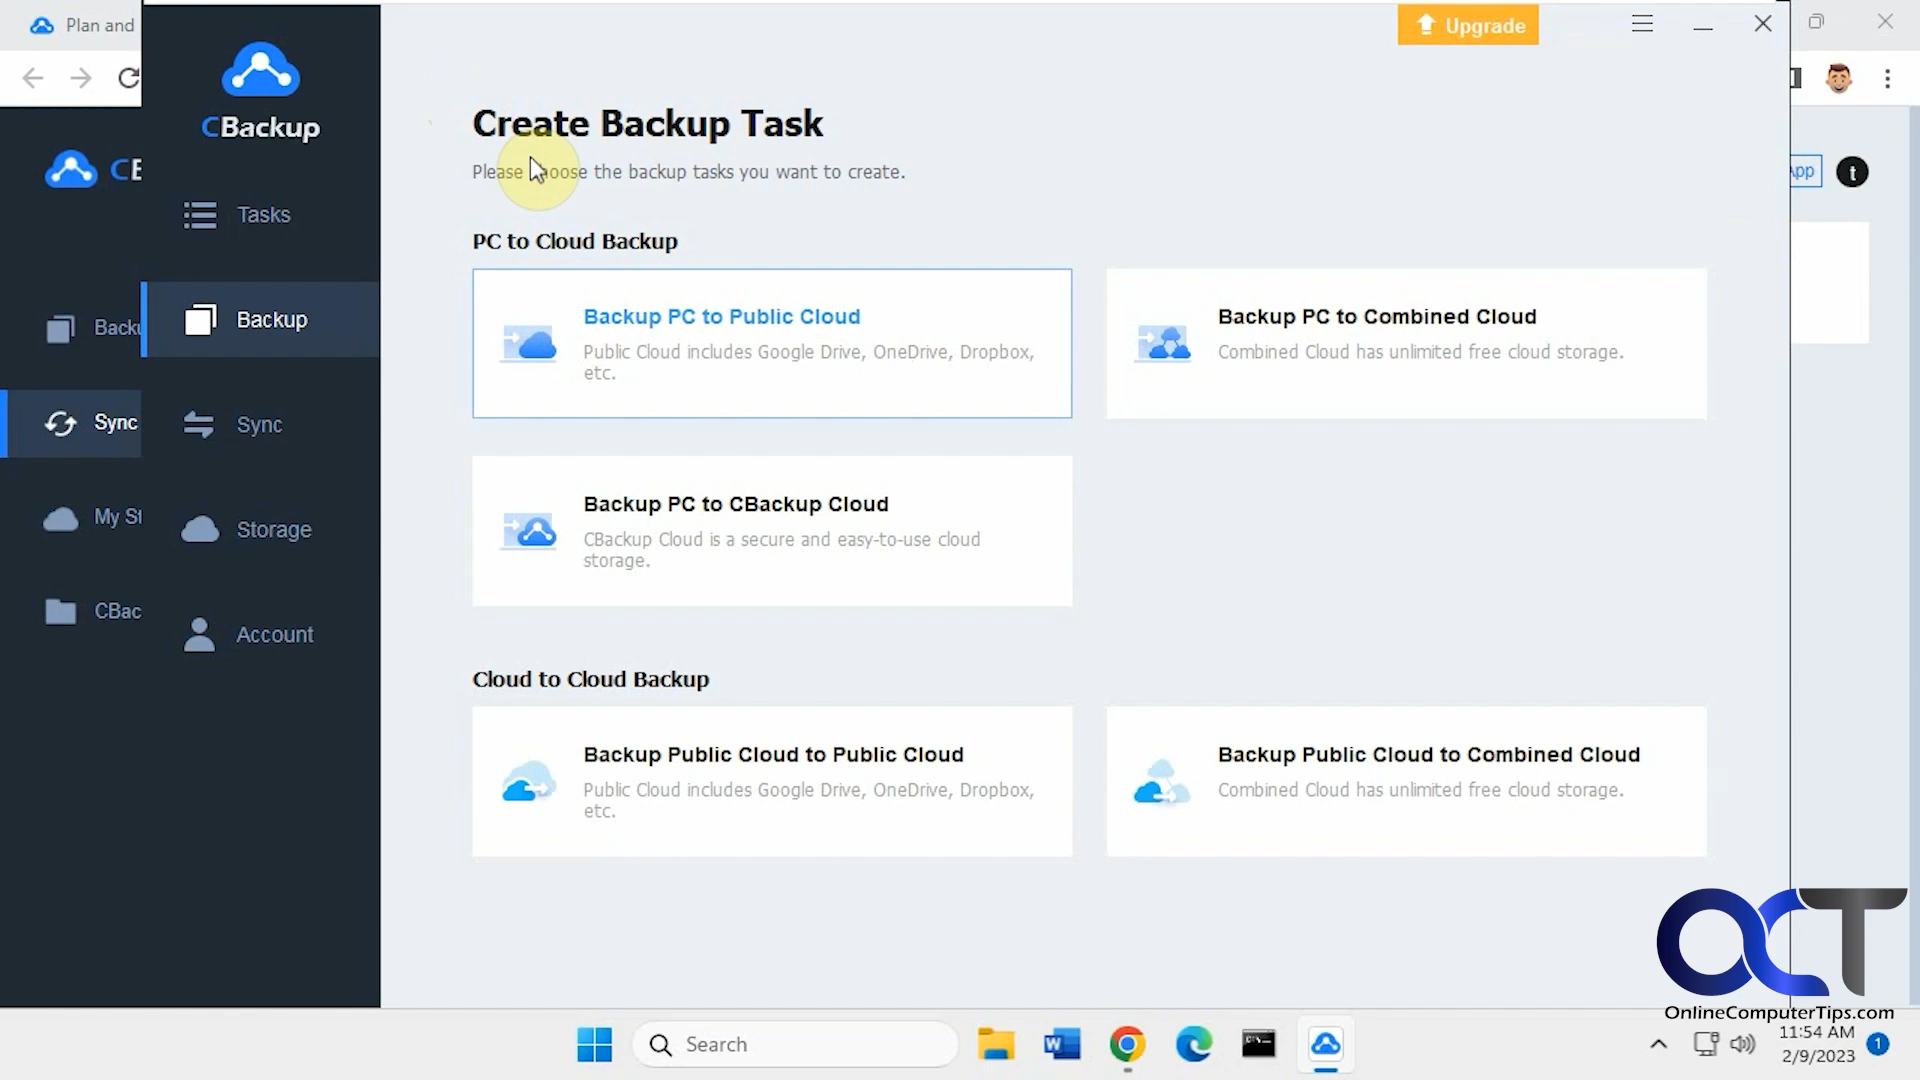 Plan and
Upgrade
CBackup
CB
App
t
Create Backup Task
Please choose the backup tasks you want to create.
Tasks
Backup
Sync
Storage
Account
Backu
Sync
My St
CBac
PC to Cloud Backup
Backup PC to Public Cloud
Public Cloud includes Google Drive, OneDrive, Dropbox,
etc.
Backup PC to Combined Cloud
Combined Cloud has unlimited free cloud storage.
Backup PC to CBackup Cloud
CBackup Cloud is a secure and easy-to-use cloud
storage.
Cloud to Cloud Backup
Backup Public Cloud to Public Cloud
Public Cloud includes Google Drive, OneDrive, Dropbox,
etc.
Backup Public Cloud to Combined Cloud
Combined Cloud has unlimited free cloud storage.
OCT
OnlineComputerTips.com
Search
W
11:54 AM
2/9/2023
1